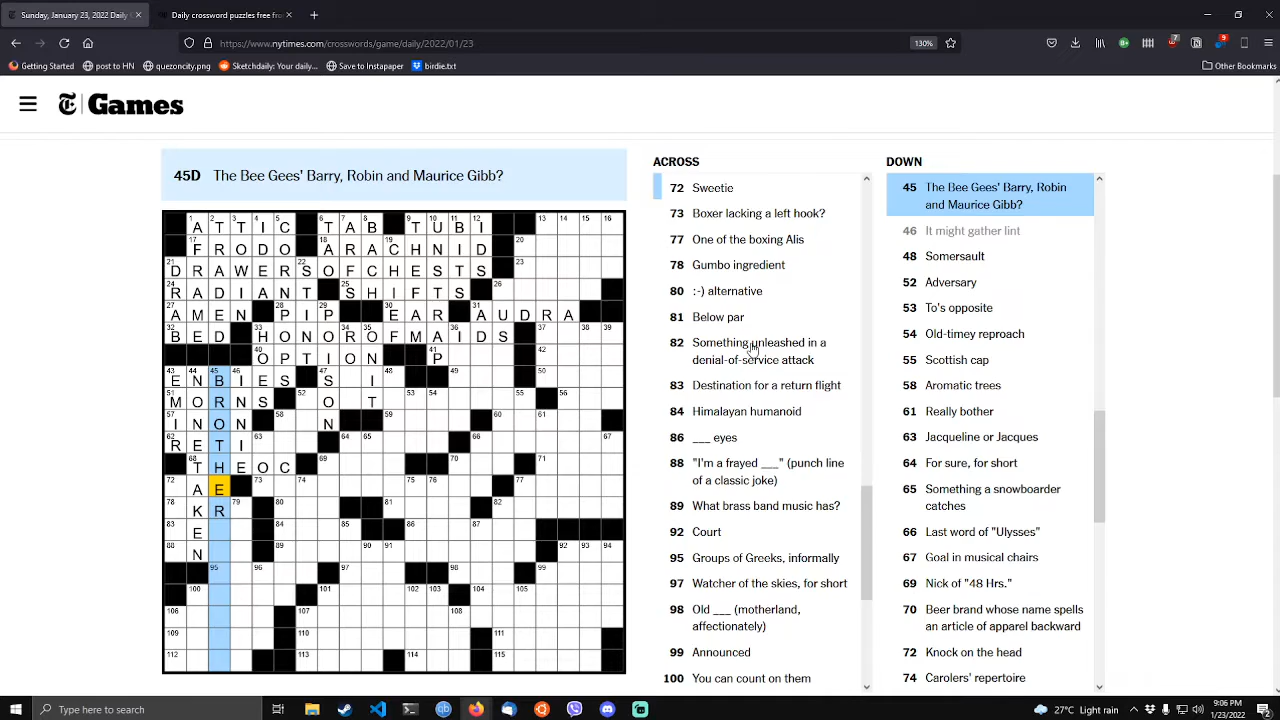 Sunday, January 23, 2022 Daily
Daily crossword puzzles free fro
https://www.nytimes.com/crosswords/game/daily/2022/01/23
130%
Getting Started
post to HN
quezoncity.png
Sketchdaily: Your daily...
Save to Instapaper
birdie.txt
Other Bookmarks
Games
45D The Bee Gees' Barry, Robin and Maurice Gibb?
ATTIC TAB TUBI
FRODO ARACHNID
DRAWERSOFCHESTS
RADIANT SHIFTS
AMEN PIP EAR AUDRA
BED HONOROFMAIDS
OPTION P
ENBIES S I
MORNS O T
INOO N
RETTI
THEOC
AE
R
K
E
N
ACROSS
72 Sweetie
73 Boxer lacking a left hook?
77 One of the boxing Alis
78 Gumbo ingredient
80 :-) alternative
81 Below par
82 Something unleashed in a
denial-of-service attack
83 Destination for a return flight
84 Himalayan humanoid
86 ___ eyes
88 "I'm a frayed ___" (punch line
of a classic joke)
89 What brass band music has?
92 Court
95 Groups of Greeks, informally
97 Watcher of the skies, for short
98 Old ___ (motherland,
affectionately)
99 Announced
100 You can count on them
DOWN
45 The Bee Gees' Barry, Robin
and Maurice Gibb?
46 It might gather lint
48 Somersault
52 Adversary
53 To's opposite
54 Old-timey reproach
55 Scottish cap
58 Aromatic trees
61 Really bother
63 Jacqueline or Jacques
64 For sure, for short
65 Something a snowboarder
catches
66 Last word of "Ulysses"
67 Goal in musical chairs
69 Nick of "48 Hrs."
70 Beer brand whose name spells
an article of apparel backward
72 Knock on the head
74 Carolers' repertoire
Type here to search
27°C Light rain
9:06 PM
1/23/2022